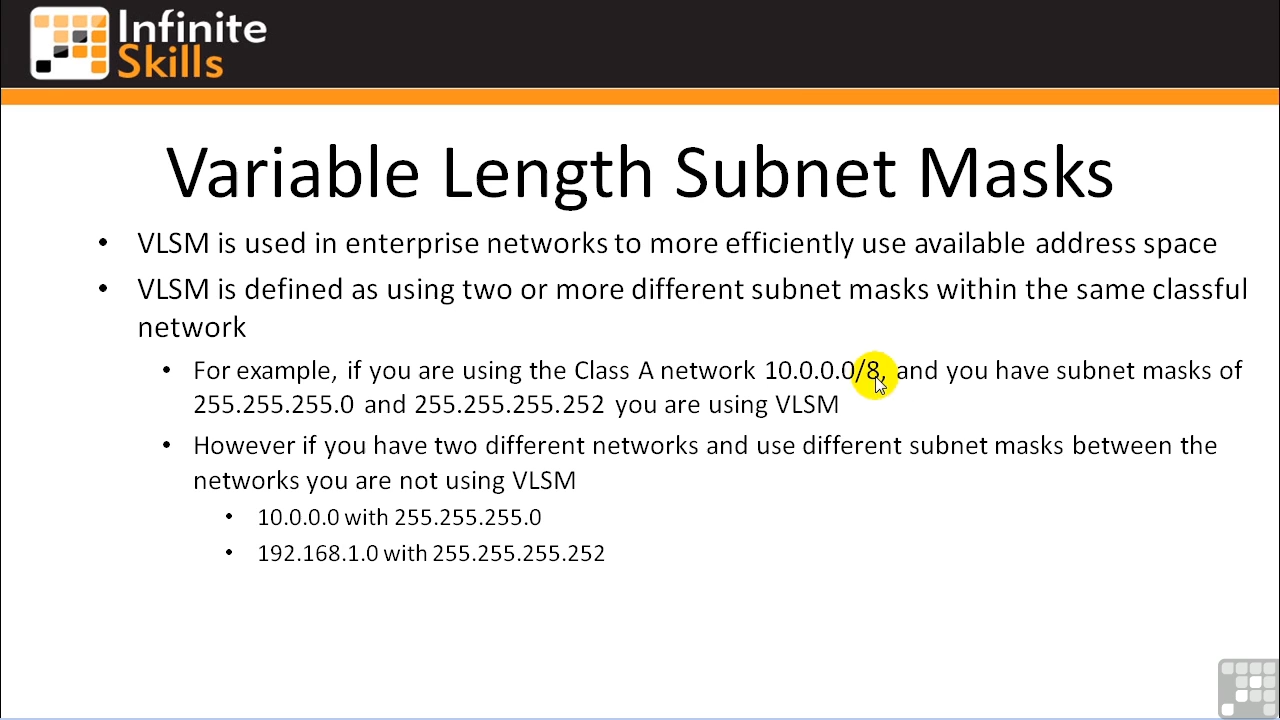 Infinite
Skills
Variable Length Subnet Masks
• VLSM is used in enterprise networks to more efficiently use available address space
• VLSM is defined as using two or more different subnet masks within the same classful
network
• For example, if you are using the Class A network 10.0.0.0/8, and you have subnet masks of
255.255.255.0 and 255.255.255.252 you are using VLSM
• However if you have two different networks and use different subnet masks between the
networks you are not using VLSM
• 10.0.0.0 with 255.255.255.0
• 192.168.1.0 with 255.255.255.252